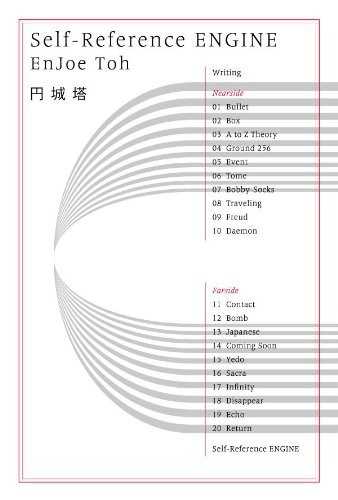 Self-Reference ENGINE
EnJoe Toh
円城塔
Writing
Nearside
01 Bullet
02 Box
03 A to Z Theory
04 Ground 256
05 Event
06 Tome
07 Bobby-Socks
08 Traveling
09 Freud
10 Daemon
Farside
11 Contact
12 Bomb
13 Japanese
14 Coming Soon
15 Yedo
16 Sacra
17 Infinity
18 Disappear
19 Echo
20 Return
Self-Reference ENGINE